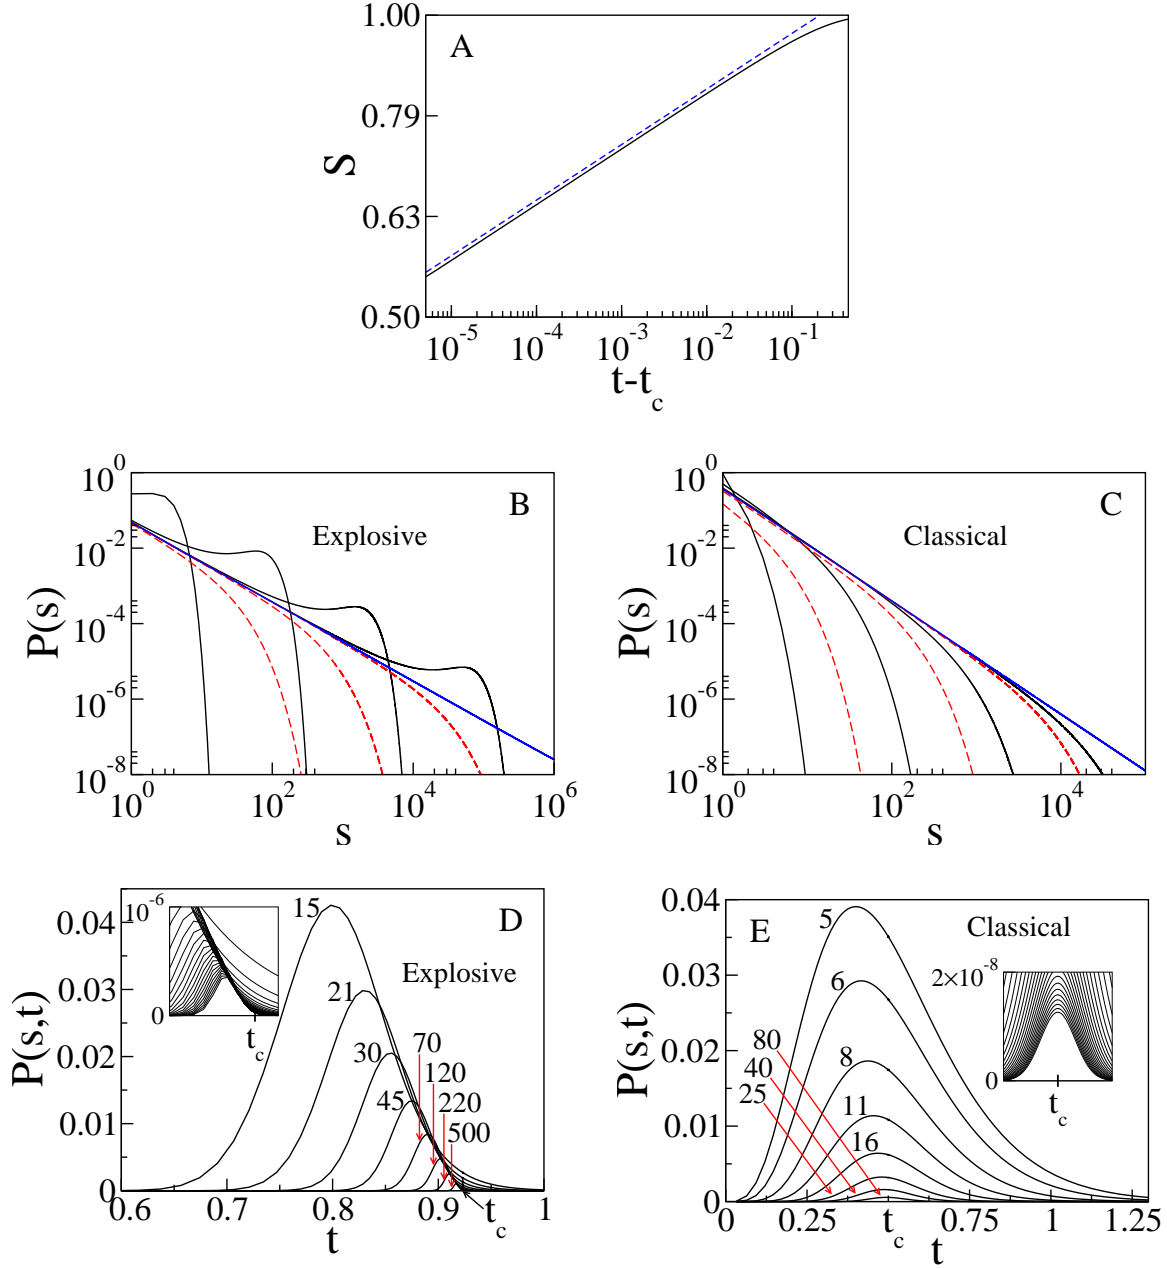 A
1.00
0.79
0.63
0.50
S
10^-5 10^-4 10^-3 10^-2 10^-1
t-t_c
B
Explosive
10^0
10^-2
10^-4
10^-6
10^-8
P(s)
10^0 10^2 10^4 10^6
s
C
Classical
10^0
10^-2
10^-4
10^-6
10^-8
P(s)
10^0 10^2 10^4
s
D
Explosive
0.04
0.03
0.02
0.01
0
P(s,t)
10^-6
0
t_c
15
21
30
45
70
120
220
500
0.6 0.7 0.8 0.9 1
t_c
t
E
Classical
0.04
0.03
0.02
0.01
0
P(s,t)
5
6
8
11
16
80
40
25
2×10^-8
0
t_c
0 0.25 t_c 0.75 1 1.25
t